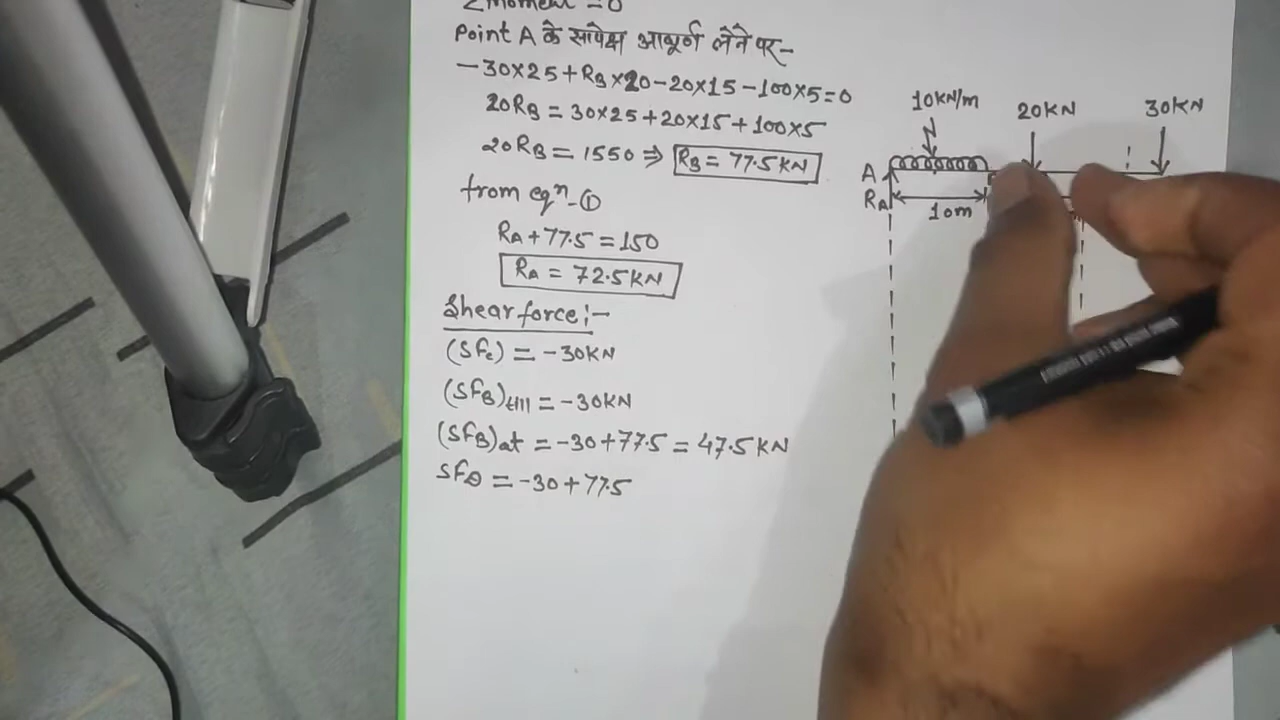 ΣMoment = 0
Point A के सापेक्ष आघूर्ण लेने पर-
-30×25+RB×20-20×15-100×5=0
20RB = 30×25+20×15+100×5
20RB = 1550 ⇒ RB = 77.5KN
from eqn-①
RA+77.5=150
RA = 72.5KN
Shear force:-
(SFc) = -30KN
(SFB)till = -30KN
(SFB)at = -30+77.5 = 47.5KN
SFD = -30+77.5
10KN/m
20KN
30KN
A
RA
10m